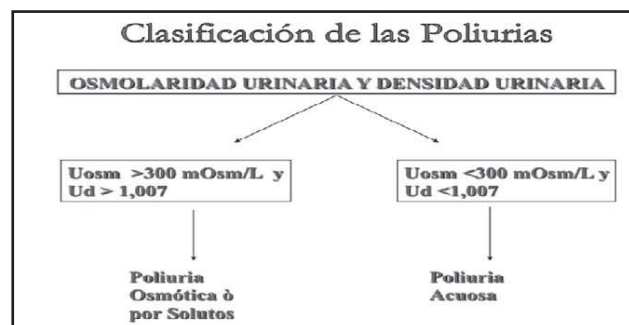 Clasificación de las Poliurias
OSMOLARIDAD URINARIA Y DENSIDAD URINARIA
Uosm >300 mOsm/L y
Ud > 1,007
Uosm <300 mOsm/L y
Ud <1,007
Poliuria
Osmótica ò
por Solutos
Poliuria
Acuosa